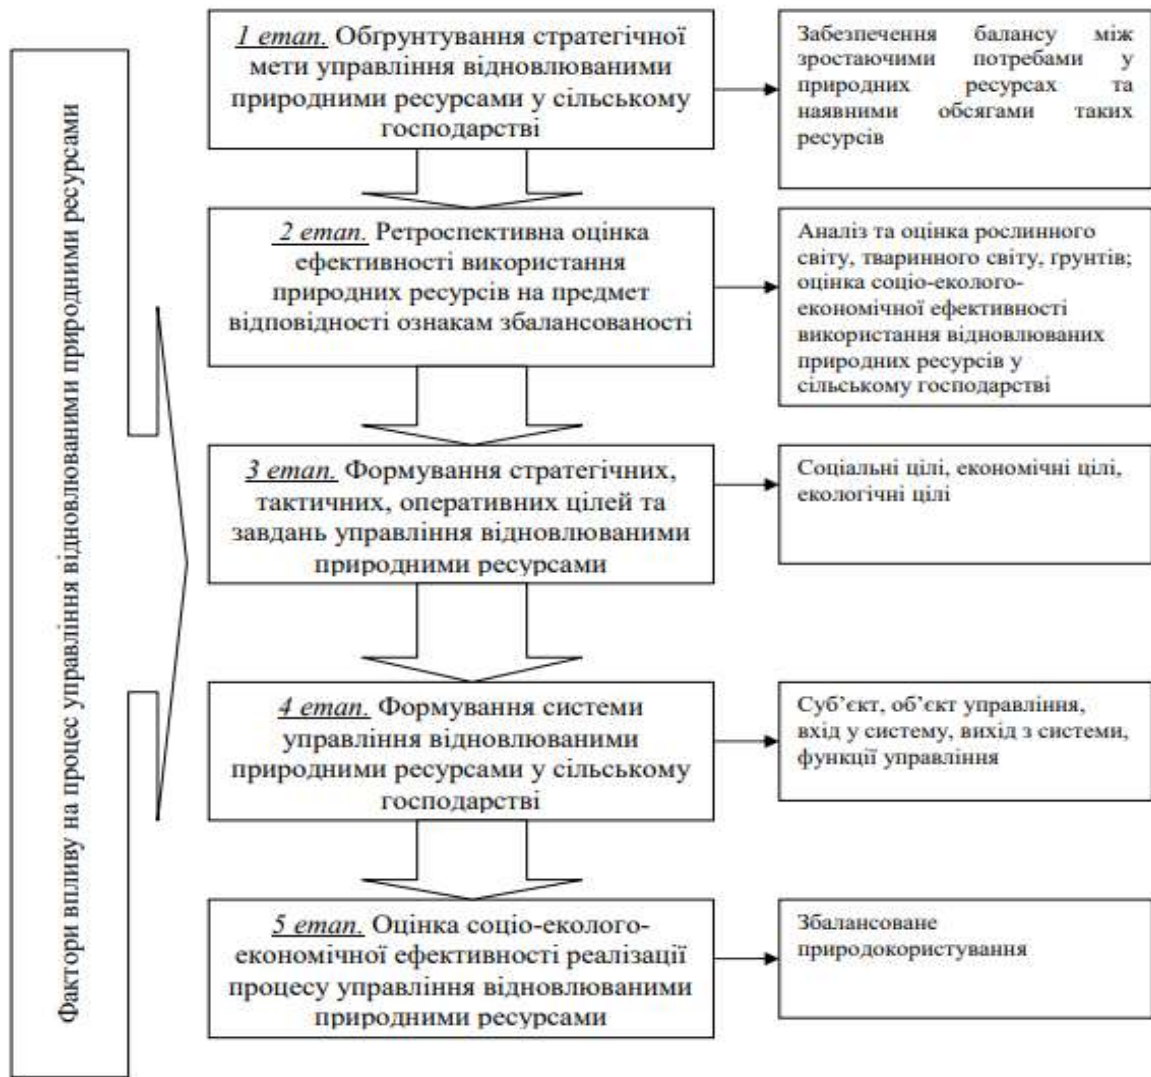 Фактори впливу на процес управління відновлюваними природними ресурсами
1 етап. Обґрунтування стратегічної
мети управління відновлюваними
природними ресурсами у сільському
господарстві
Забезпечення балансу між
зростаючими потребами у
природних ресурсах та
наявними обсягами таких
ресурсів
2 етап. Ретроспективна оцінка
ефективності використання
природних ресурсів на предмет
відповідності ознакам збалансованості
Аналіз та оцінка рослинного
світу, тваринного світу, ґрунтів;
оцінка соціо-еколого-
економічної ефективності
використання відновлюваних
природних ресурсів у
сільському господарстві
3 етап. Формування стратегічних,
тактичних, оперативних цілей та
завдань управління відновлюваними
природними ресурсами
Соціальні цілі, економічні цілі,
екологічні цілі
4 етап. Формування системи
управління відновлюваними
природними ресурсами у сільському
господарстві
Суб’єкт, об’єкт управління,
вхід у систему, вихід з системи,
функції управління
5 етап. Оцінка соціо-еколого-
економічної ефективності реалізації
процесу управління відновлюваними
природними ресурсами
Збалансоване
природокористування